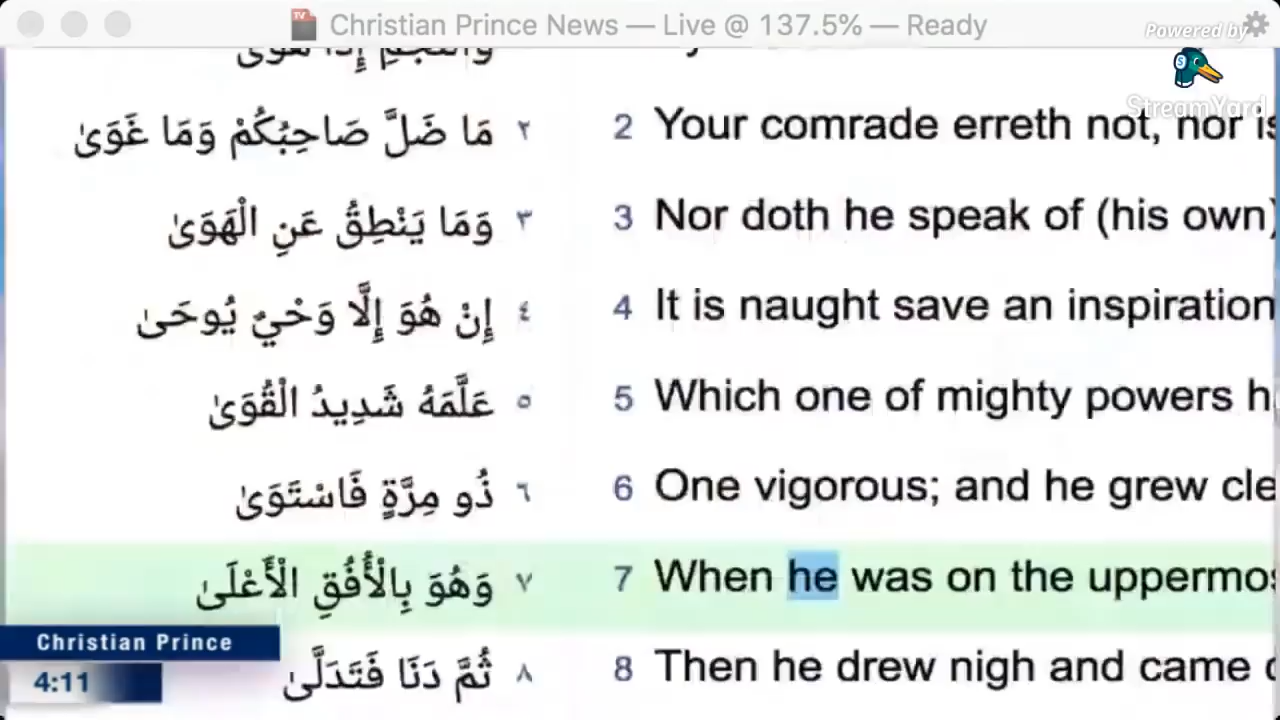 Christian Prince News — Live @ 137.5% — Ready
Powered by
StreamYard
وَالنَّجْمِ إِذَا هَوَىٰ
٢ مَا ضَلَّ صَاحِبُكُمْ وَمَا غَوَىٰ
2 Your comrade erreth not, nor is
٣ وَمَا يَنْطِقُ عَنِ الْهَوَىٰ
3 Nor doth he speak of (his own)
٤ إِنْ هُوَ إِلَّا وَحْيٌ يُوحَىٰ
4 It is naught save an inspiration
٥ عَلَّمَهُ شَدِيدُ الْقُوَىٰ
5 Which one of mighty powers h
٦ ذُو مِرَّةٍ فَاسْتَوَىٰ
6 One vigorous; and he grew cle
٧ وَهُوَ بِالْأُفُقِ الْأَعْلَىٰ
7 When he was on the uppermos
٨ ثُمَّ دَنَا فَتَدَلَّىٰ
8 Then he drew nigh and came
Christian Prince
4:11